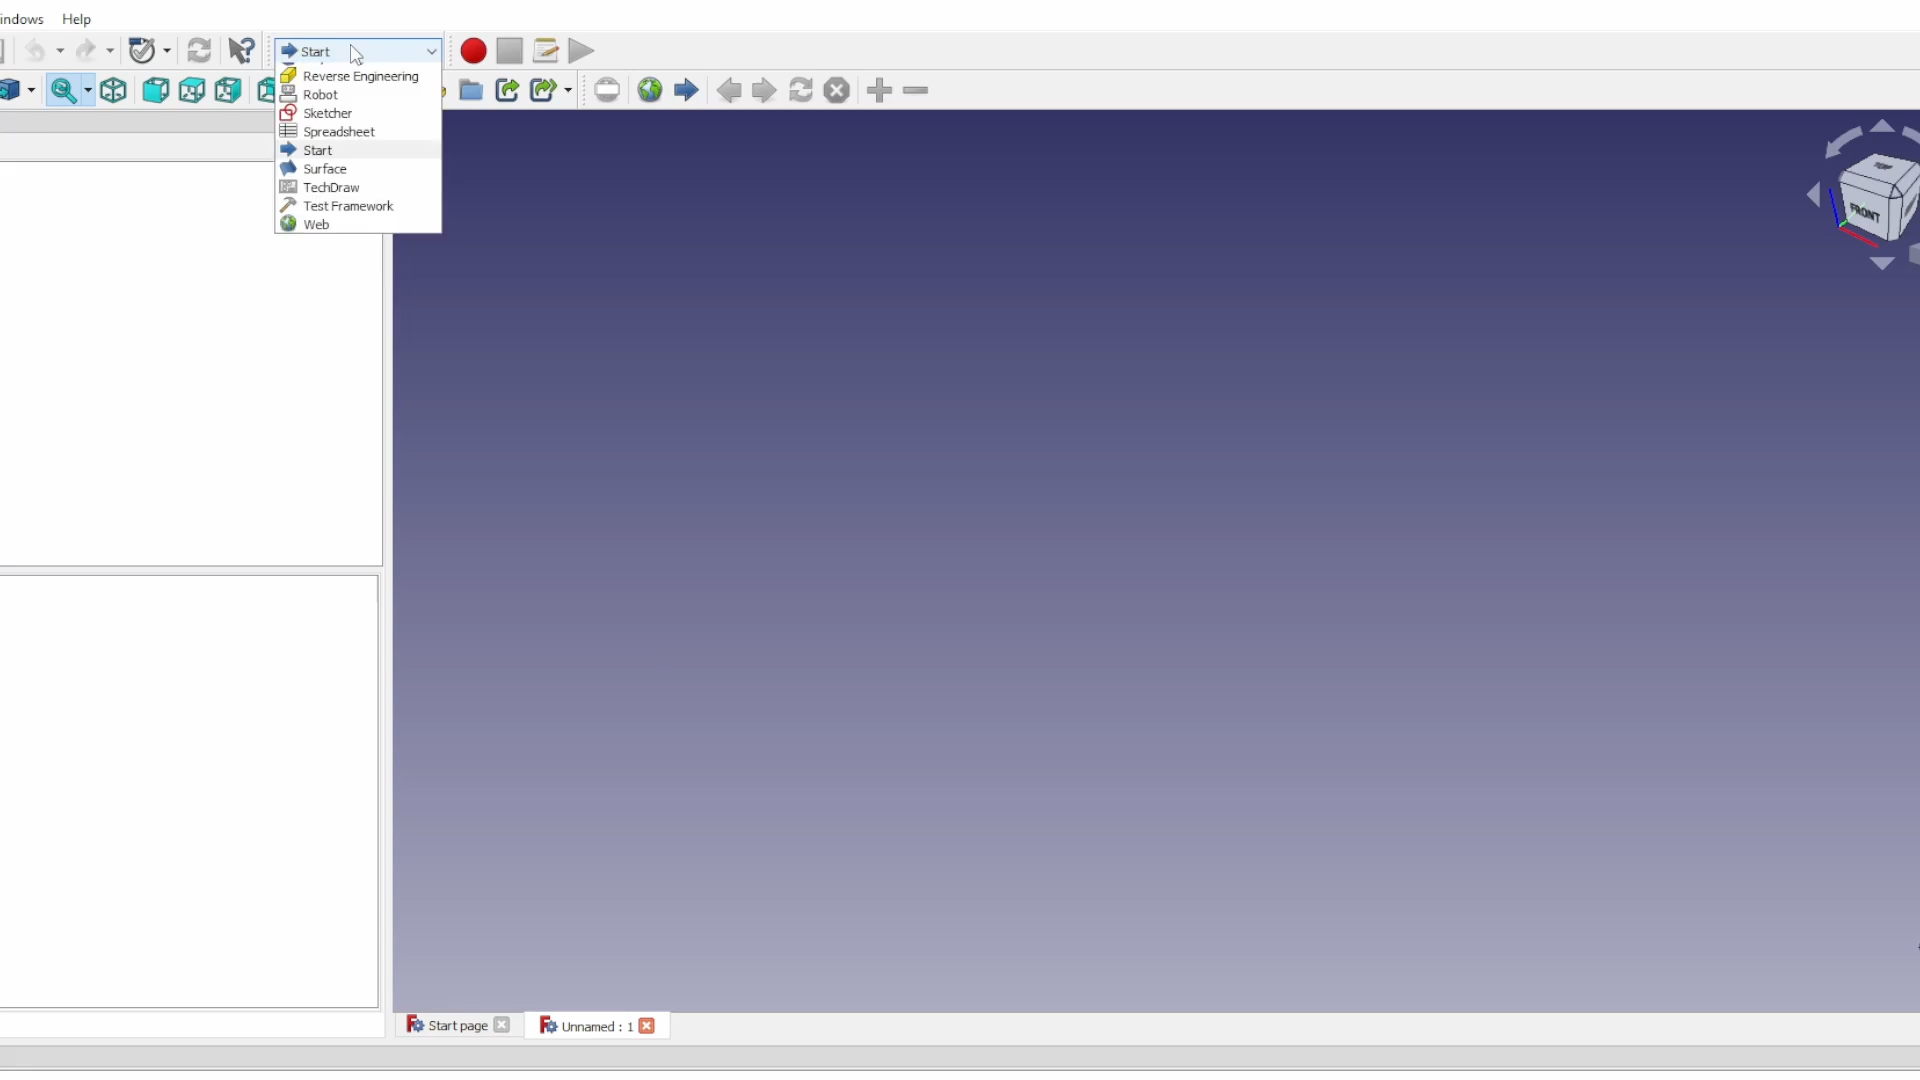 indows Help
Start
Reverse Engineering
Robot
Sketcher
Spreadsheet
Start
Surface
TechDraw
Test Framework
Web
TOP
FRONT
Start page
Unnamed : 1